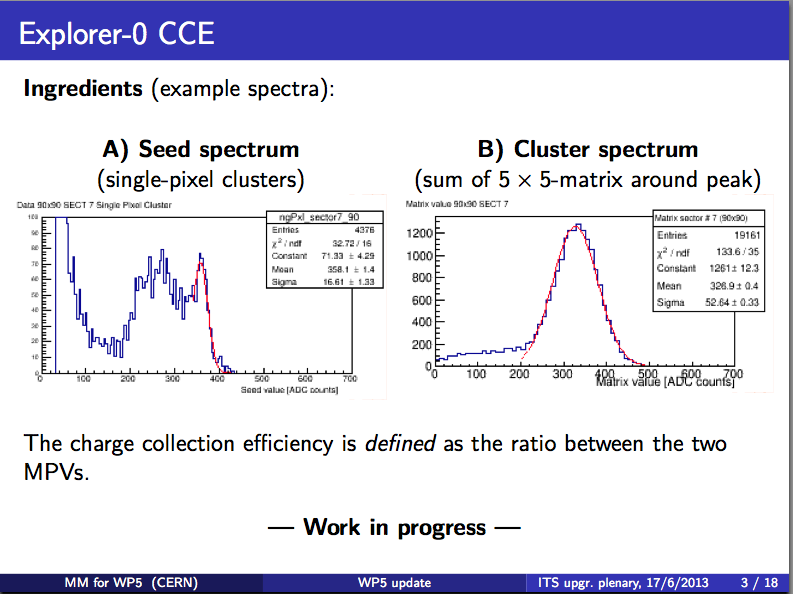 Explorer-0 CCE
Ingredients (example spectra):
A) Seed spectrum
(single-pixel clusters)
Data 90x90 SECT 7 Single Pixel Cluster
ngPxl_sector7_90
Entries 4376
χ² / ndf 32.72 / 16
Constant 71.33 ± 4.29
Mean 358.1 ± 1.4
Sigma 16.61 ± 1.33
100
90
80
70
60
50
40
30
20
10
0
0 100 200 300 400 500 600 700
Seed value [ADC counts]
B) Cluster spectrum
(sum of 5 × 5-matrix around peak)
Matrix value 90x90 SECT 7
Matrix sector # 7 (90x90)
Entries 19161
χ² / ndf 133.6 / 35
Constant 1261± 12.3
Mean 326.9 ± 0.4
Sigma 52.64 ± 0.33
1200
1000
800
600
400
200
0
0 100 200 300 400 500 600 700
Matrix value [ADC counts]
The charge collection efficiency is defined as the ratio between the two
MPVs.
— Work in progress —
MM for WP5 (CERN) WP5 update ITS upgr. plenary, 17/6/2013 3 / 18